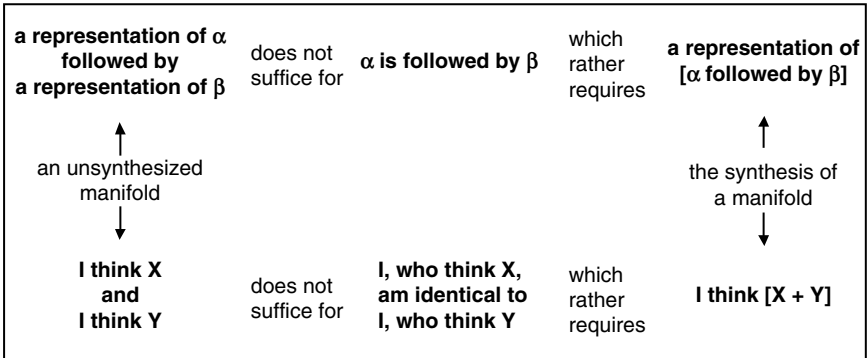 a representation of α
followed by
a representation of β
does not
suffice for
α is followed by β
which
rather
requires
a representation of
[α followed by β]
an unsynthesized
manifold
the synthesis of
a manifold
I think X
and
I think Y
does not
suffice for
I, who think X,
am identical to
I, who think Y
which
rather
requires
I think [X + Y]